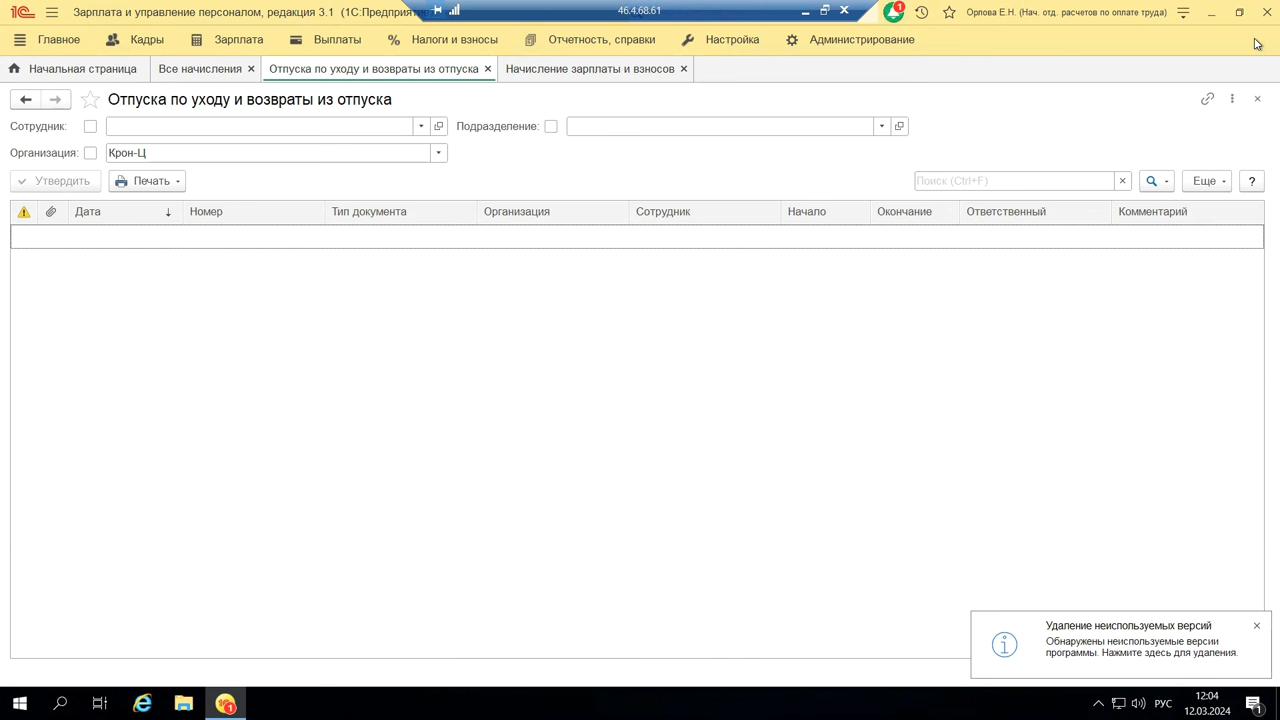 Зарплата и управление персоналом, редакция 3.1 (1С:Предприятие
46.4.68.61
1
Орлова Е.Н. (Нач. отд. расчетов по оплате труда)
Главное Кадры Зарплата Выплаты Налоги и взносы Отчетность, справки Настройка Администрирование
Начальная страница Все начисления Отпуска по уходу и возвраты из отпуска Начисление зарплаты и взносов
Отпуска по уходу и возвраты из отпуска
Сотрудник: Подразделение:
Организация: Крон-Ц
Утвердить Печать Поиск (Ctrl+F) Еще ?
Дата Номер Тип документа Организация Сотрудник Начало Окончание Ответственный Комментарий
Удаление неиспользуемых версий
Обнаружены неиспользуемые версии
программы. Нажмите здесь для удаления.
1
РУС
12:04
12.03.2024
1